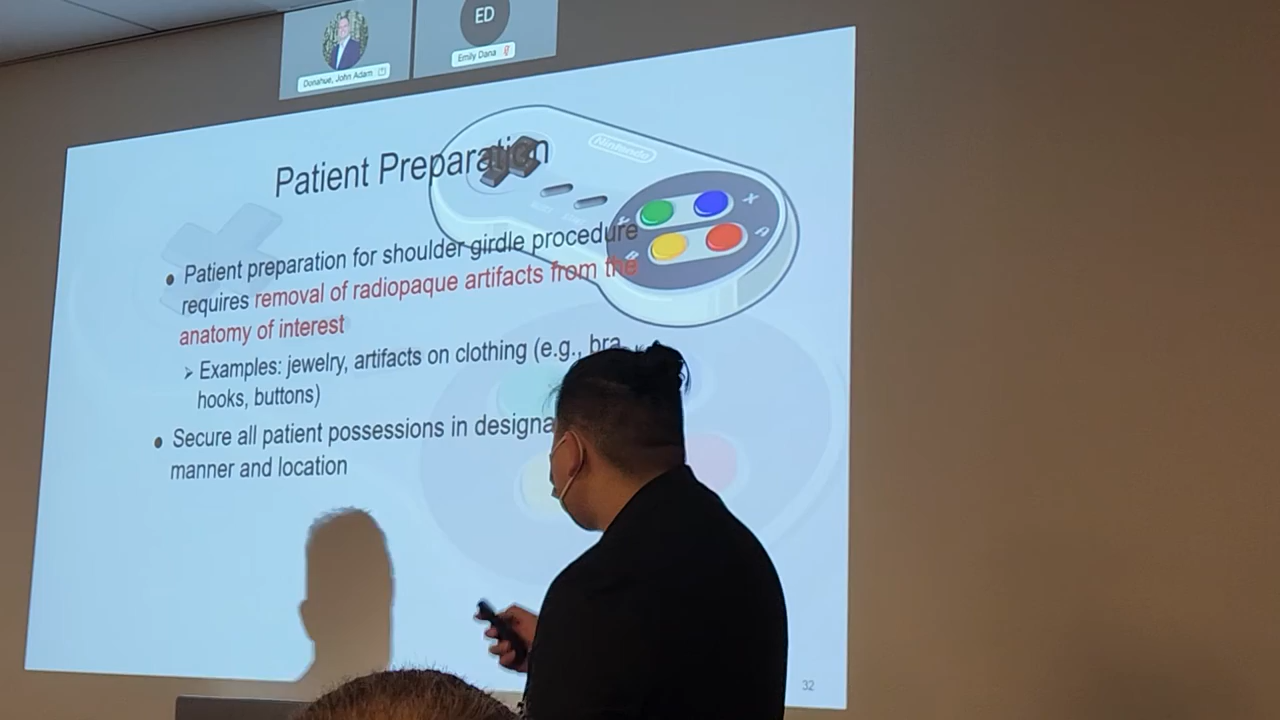 ED
Donahue, John Adam
Emily Dana
Patient Preparation
Nintendo
X
Y
A
B
Patient preparation for shoulder girdle procedure
requires removal of radiopaque artifacts from the
anatomy of interest
Examples: jewelry, artifacts on clothing (e.g., bra
hooks, buttons)
Secure all patient possessions in designa
manner and location
32